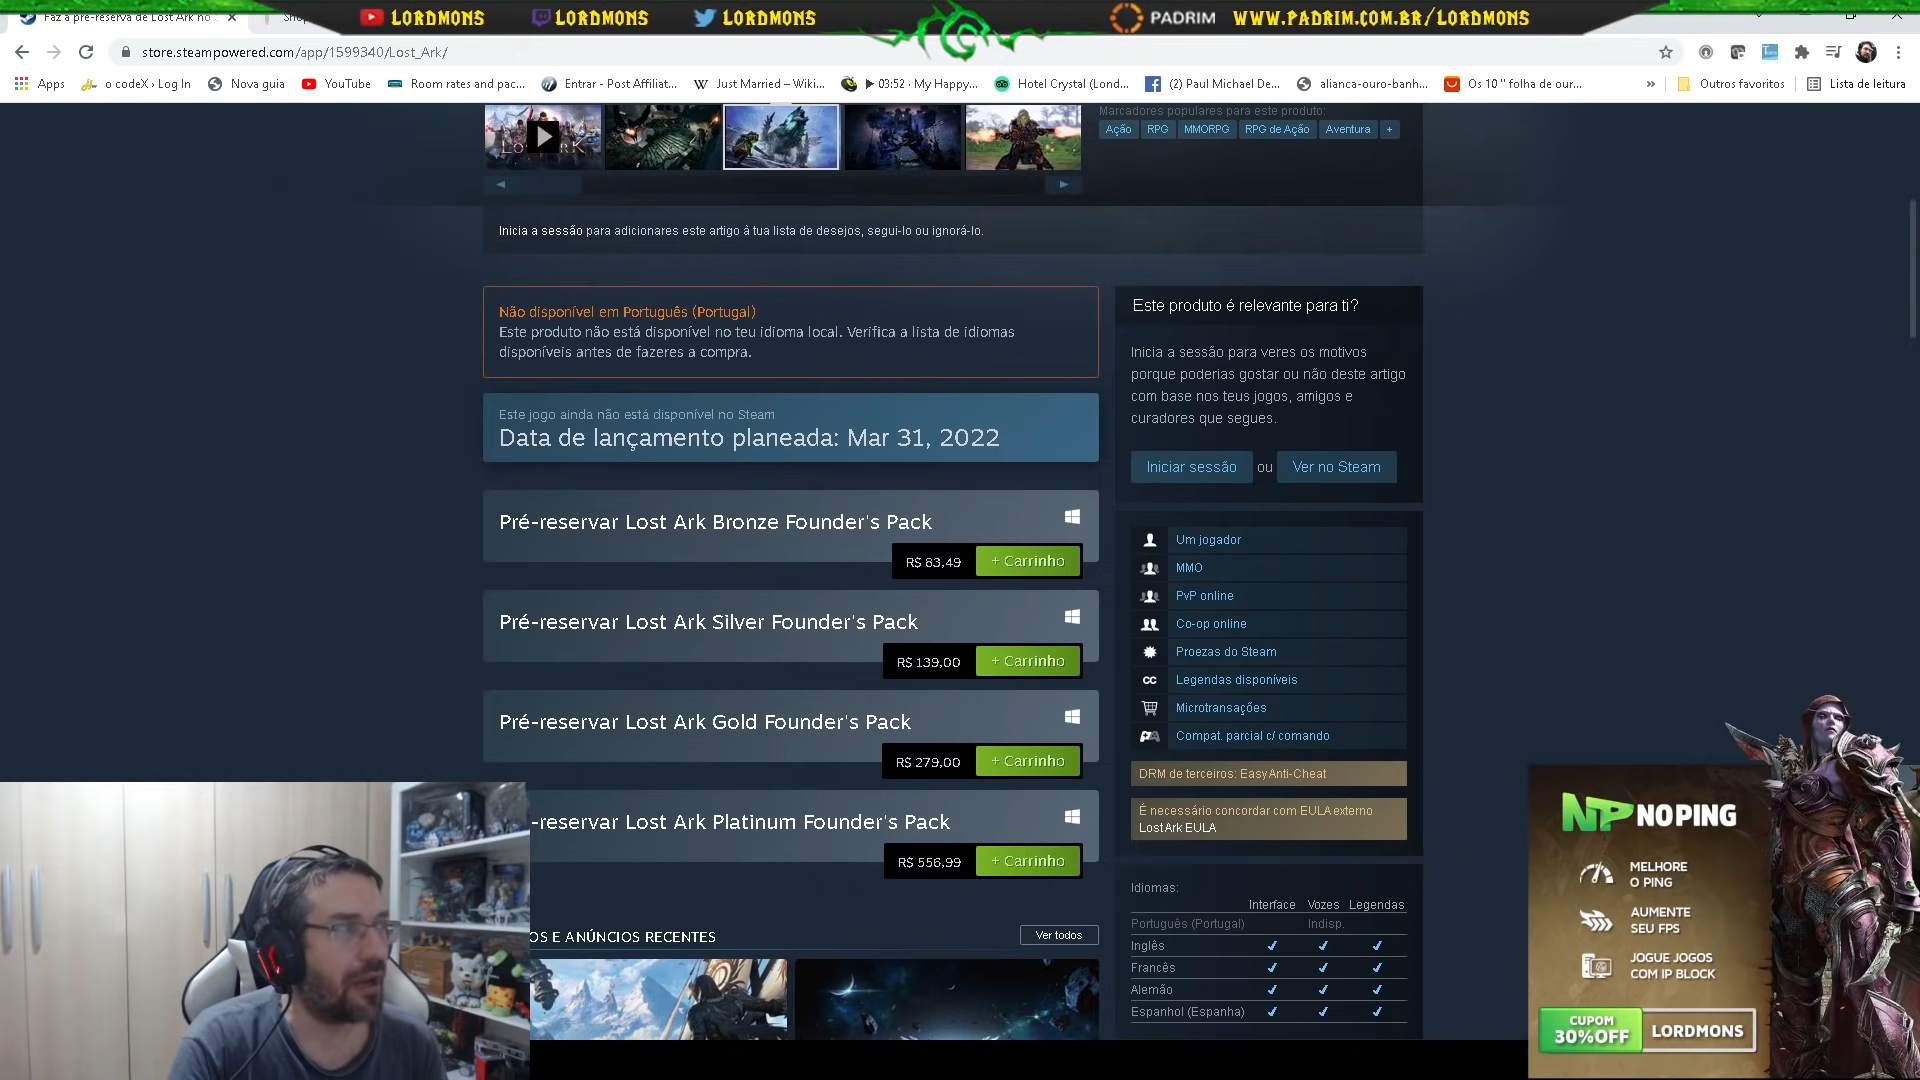 Faz a pré-reserva de Lost Ark no
LORDMONS
LORDMONS
LORDMONS
PADRIM
WWW.PADRIM.COM.BR/LORDMONS
store.steampowered.com/app/1599340/Lost_Ark/
Apps
o codeX › Log In
Nova guia
YouTube
Room rates and pac...
Entrar - Post Affiliat...
Just Married – Wiki...
▶ 03:52 · My Happy...
Hotel Crystal (Lond...
(2) Paul Michael De...
alianca-ouro-banh...
Os 10 " folha de our...
»
Outros favoritos
Lista de leitura
Marcadores populares para este produto:
Ação
RPG
MMORPG
RPG de Ação
Aventura
+
Inicia a sessão para adicionares este artigo à tua lista de desejos, segui-lo ou ignorá-lo.
Não disponível em Português (Portugal)
Este produto não está disponível no teu idioma local. Verifica a lista de idiomas
disponíveis antes de fazeres a compra.
Este jogo ainda não está disponível no Steam
Data de lançamento planeada: Mar 31, 2022
Pré-reservar Lost Ark Bronze Founder's Pack
R$ 83,49
+ Carrinho
Pré-reservar Lost Ark Silver Founder's Pack
R$ 139,00
+ Carrinho
Pré-reservar Lost Ark Gold Founder's Pack
R$ 279,00
+ Carrinho
-reservar Lost Ark Platinum Founder's Pack
R$ 556,99
+ Carrinho
OS E ANÚNCIOS RECENTES
Ver todos
Este produto é relevante para ti?
Inicia a sessão para veres os motivos
porque poderias gostar ou não deste artigo
com base nos teus jogos, amigos e
curadores que segues.
Iniciar sessão ou Ver no Steam
Um jogador
MMO
PvP online
Co-op online
Proezas do Steam
CC Legendas disponíveis
Microtransações
Compat. parcial c/ comando
DRM de terceiros: EasyAnti-Cheat
É necessário concordar com EULA externo
Lost Ark EULA
Idiomas:
Interface Vozes Legendas
Português (Portugal) Indisp.
Inglês ✔ ✔ ✔
Francês ✔ ✔ ✔
Alemão ✔ ✔ ✔
Espanhol (Espanha) ✔ ✔ ✔
NP NOPING
MELHORE
O PING
AUMENTE
SEU FPS
JOGUE JOGOS
COM IP BLOCK
CUPOM
30%OFF
LORDMONS